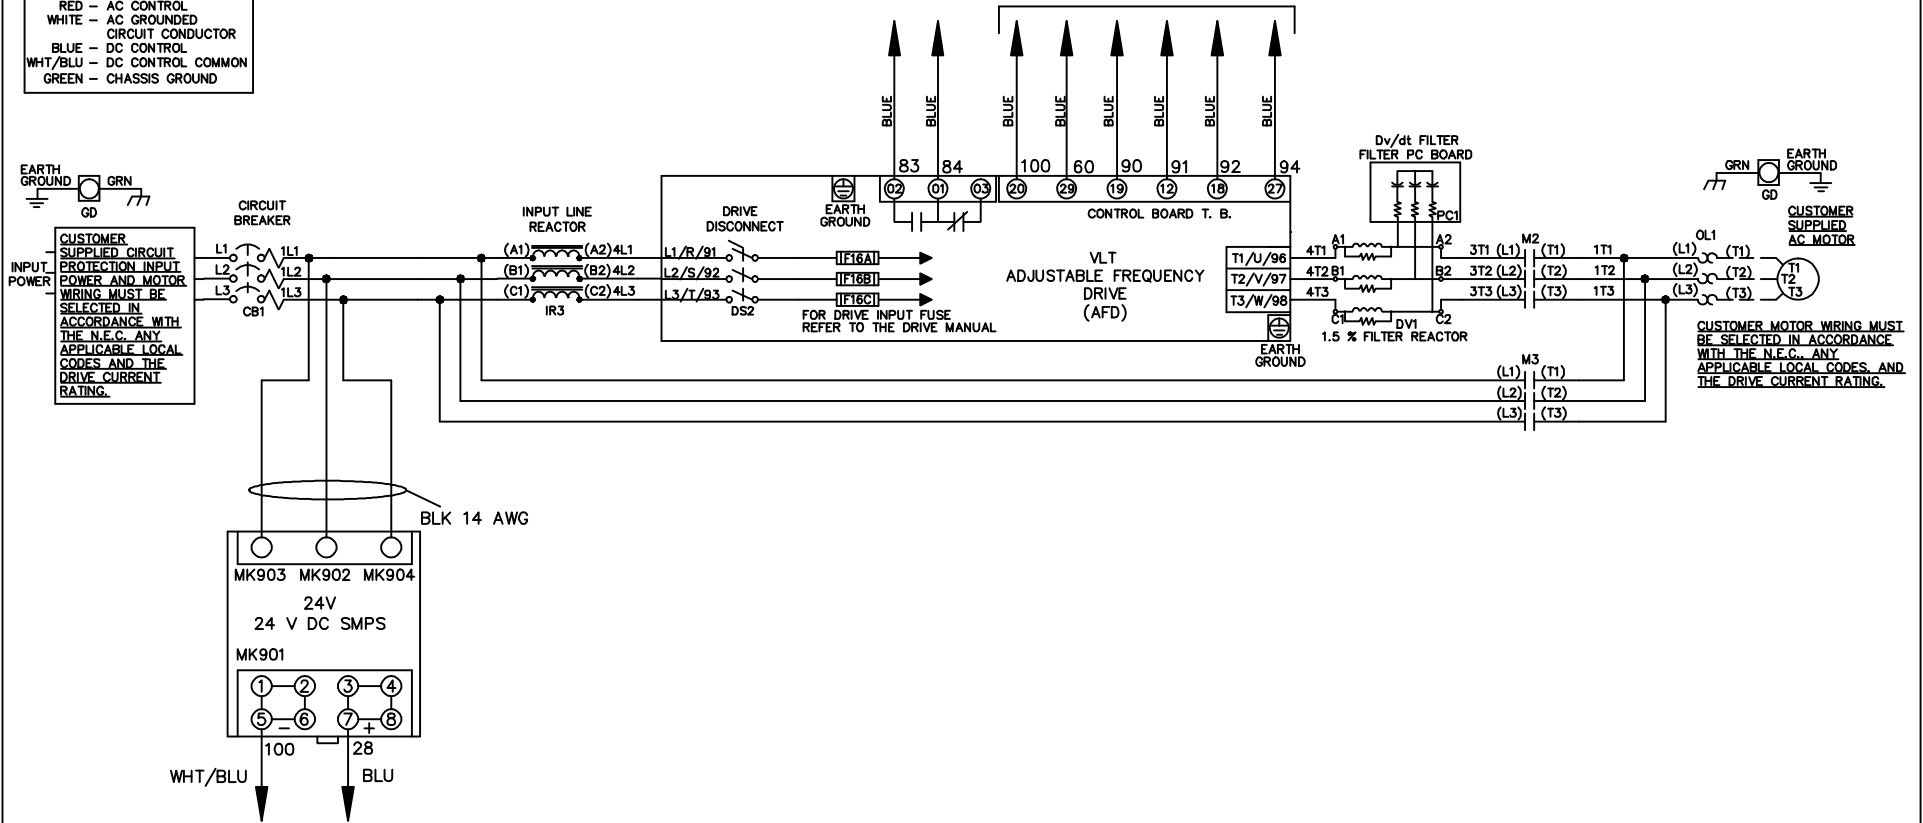 RED – AC CONTROL
WHITE – AC GROUNDED
CIRCUIT CONDUCTOR
BLUE – DC CONTROL
WHT/BLU – DC CONTROL COMMON
GREEN – CHASSIS GROUND
BLUE BLUE BLUE BLUE BLUE BLUE BLUE BLUE
83 84 100 60 90 91 92 94
02 01 03 20 29 19 12 18 27
CONTROL BOARD T. B.
EARTH
GROUND
GRN
GD
CIRCUIT
BREAKER
INPUT
POWER
CUSTOMER
SUPPLIED CIRCUIT
PROTECTION INPUT
POWER AND MOTOR
WIRING MUST BE
SELECTED IN
ACCORDANCE WITH
THE N.E.C. ANY
APPLICABLE LOCAL
CODES AND THE
DRIVE CURRENT
RATING.
L1 1L1
L2 1L2
L3 1L3
CB1
INPUT LINE
REACTOR
(A1) (A2) 4L1
(B1) (B2) 4L2
(C1) (C2) 4L3
IR3
L1/R/91
L2/S/92
L3/T/93
DRIVE
DISCONNECT
DS2
EARTH
GROUND
F16A
F16B
F16C
FOR DRIVE INPUT FUSE
REFER TO THE DRIVE MANUAL
VLT
ADJUSTABLE FREQUENCY
DRIVE
(AFD)
T1/U/96
T2/V/97
T3/W/98
EARTH
GROUND
4T1
4T2
4T3
Dv/dt FILTER
FILTER PC BOARD
PC1
A1 A2
B1 B2
C1 C2
DV1
1.5 % FILTER REACTOR
M2
3T1 (L1) (T1) 1T1
3T2 (L2) (T2) 1T2
3T3 (L3) (T3) 1T3
M3
(L1) (T1)
(L2) (T2)
(L3) (T3)
OL1
(L1) (T1)
(L2) (T2)
(L3) (T3)
T1
T2
T3
GRN
EARTH
GROUND
GD
CUSTOMER
SUPPLIED
AC MOTOR
CUSTOMER MOTOR WIRING MUST
BE SELECTED IN ACCORDANCE
WITH THE N.E.C., ANY
APPLICABLE LOCAL CODES, AND
THE DRIVE CURRENT RATING.
BLK 14 AWG
MK903 MK902 MK904
24V
24 V DC SMPS
MK901
1 2 3 4
5 6 7 8
– +
100 28
WHT/BLU BLU